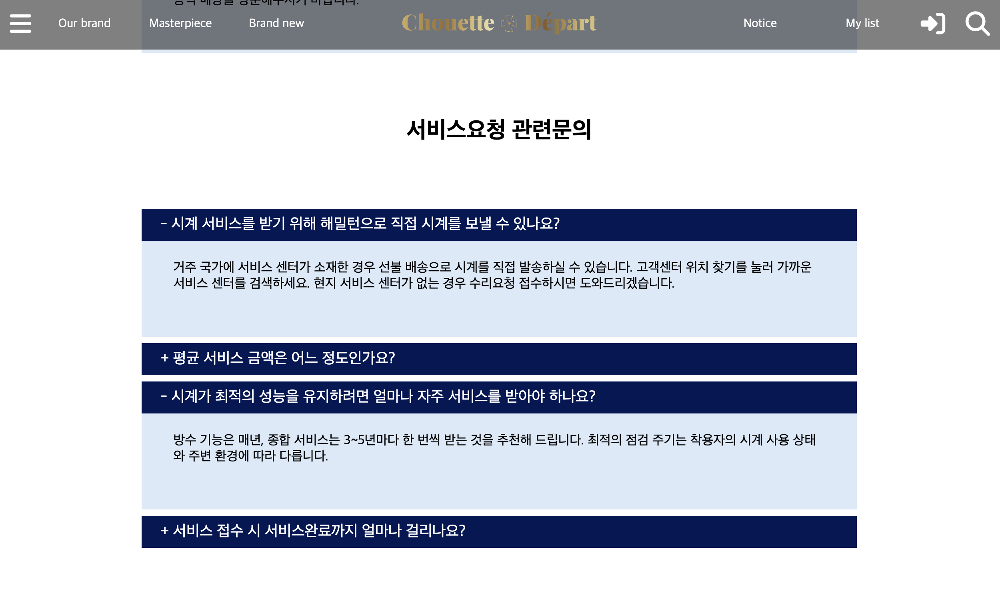 Our brand
Masterpiece
Brand new
Chouette Départ
Notice
My list
서비스요청 관련문의
- 시계 서비스를 받기 위해 해밀턴으로 직접 시계를 보낼 수 있나요?
거주 국가에 서비스 센터가 소재한 경우 선불 배송으로 시계를 직접 발송하실 수 있습니다. 고객센터 위치 찾기를 눌러 가까운
서비스 센터를 검색하세요. 현지 서비스 센터가 없는 경우 수리요청 접수하시면 도와드리겠습니다.
+ 평균 서비스 금액은 어느 정도인가요?
- 시계가 최적의 성능을 유지하려면 얼마나 자주 서비스를 받아야 하나요?
방수 기능은 매년, 종합 서비스는 3~5년마다 한 번씩 받는 것을 추천해 드립니다. 최적의 점검 주기는 착용자의 시계 사용 상태
와 주변 환경에 따라 다릅니다.
+ 서비스 접수 시 서비스완료까지 얼마나 걸리나요?